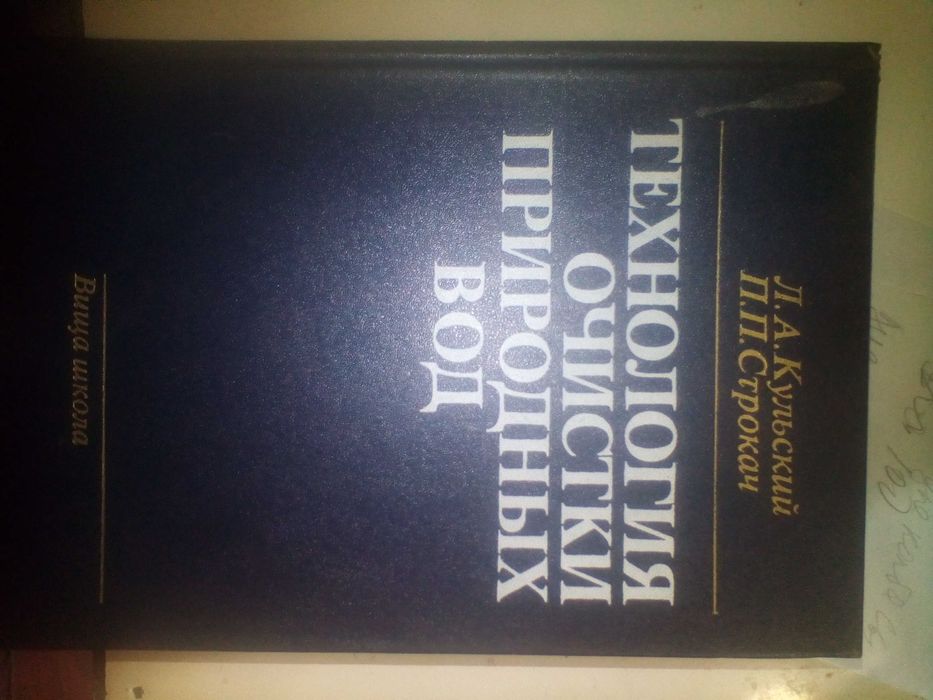 Л.А.Кульский
П.П.Строкач
ТЕХНОЛОГИЯ
ОЧИСТКИ
ПРИРОДНЫХ
ВОД
Вища школа